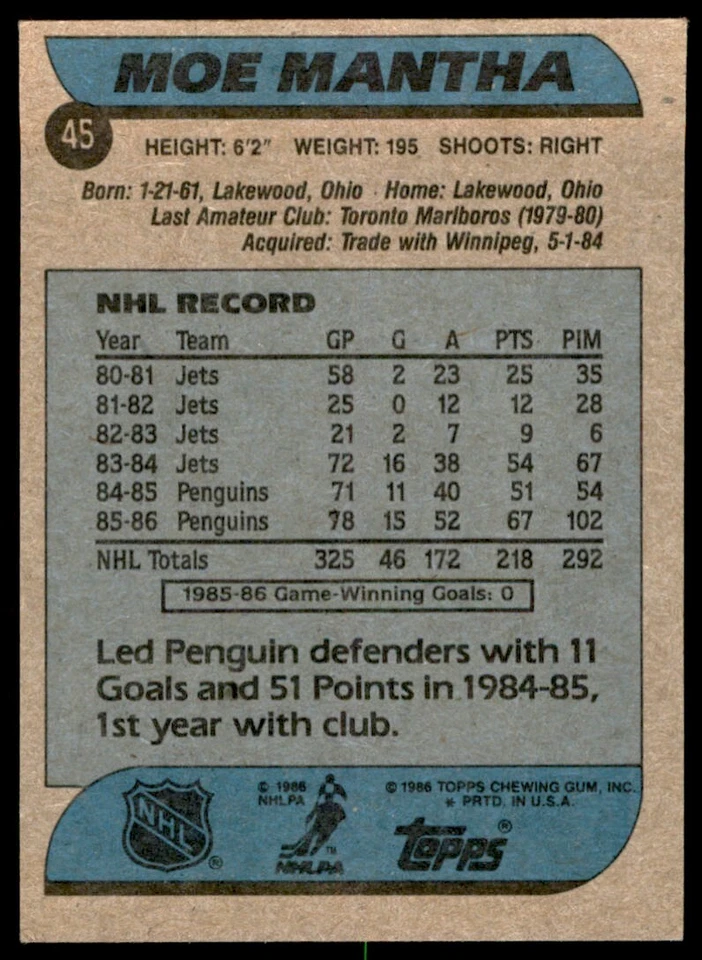 MOE MANTHA
45
HEIGHT: 6'2" WEIGHT: 195 SHOOTS: RIGHT
Born: 1-21-61, Lakewood, Ohio · Home: Lakewood, Ohio
Last Amateur Club: Toronto Marlboros (1979-80)
Acquired: Trade with Winnipeg, 5-1-84
NHL RECORD
Year Team GP G A PTS PIM
80-81 Jets 58 2 23 25 35
81-82 Jets 25 0 12 12 28
82-83 Jets 21 2 7 9 6
83-84 Jets 72 16 38 54 67
84-85 Penguins 71 11 40 51 54
85-86 Penguins 78 15 52 67 102
NHL Totals 325 46 172 218 292
1985-86 Game-Winning Goals: 0
Led Penguin defenders with 11
Goals and 51 Points in 1984-85,
1st year with club.
NHL ®
© 1986
NHLPA
™
NHLPA
© 1986 TOPPS CHEWING GUM, INC.
* PRTD. IN U.S.A.
TOPPS ®